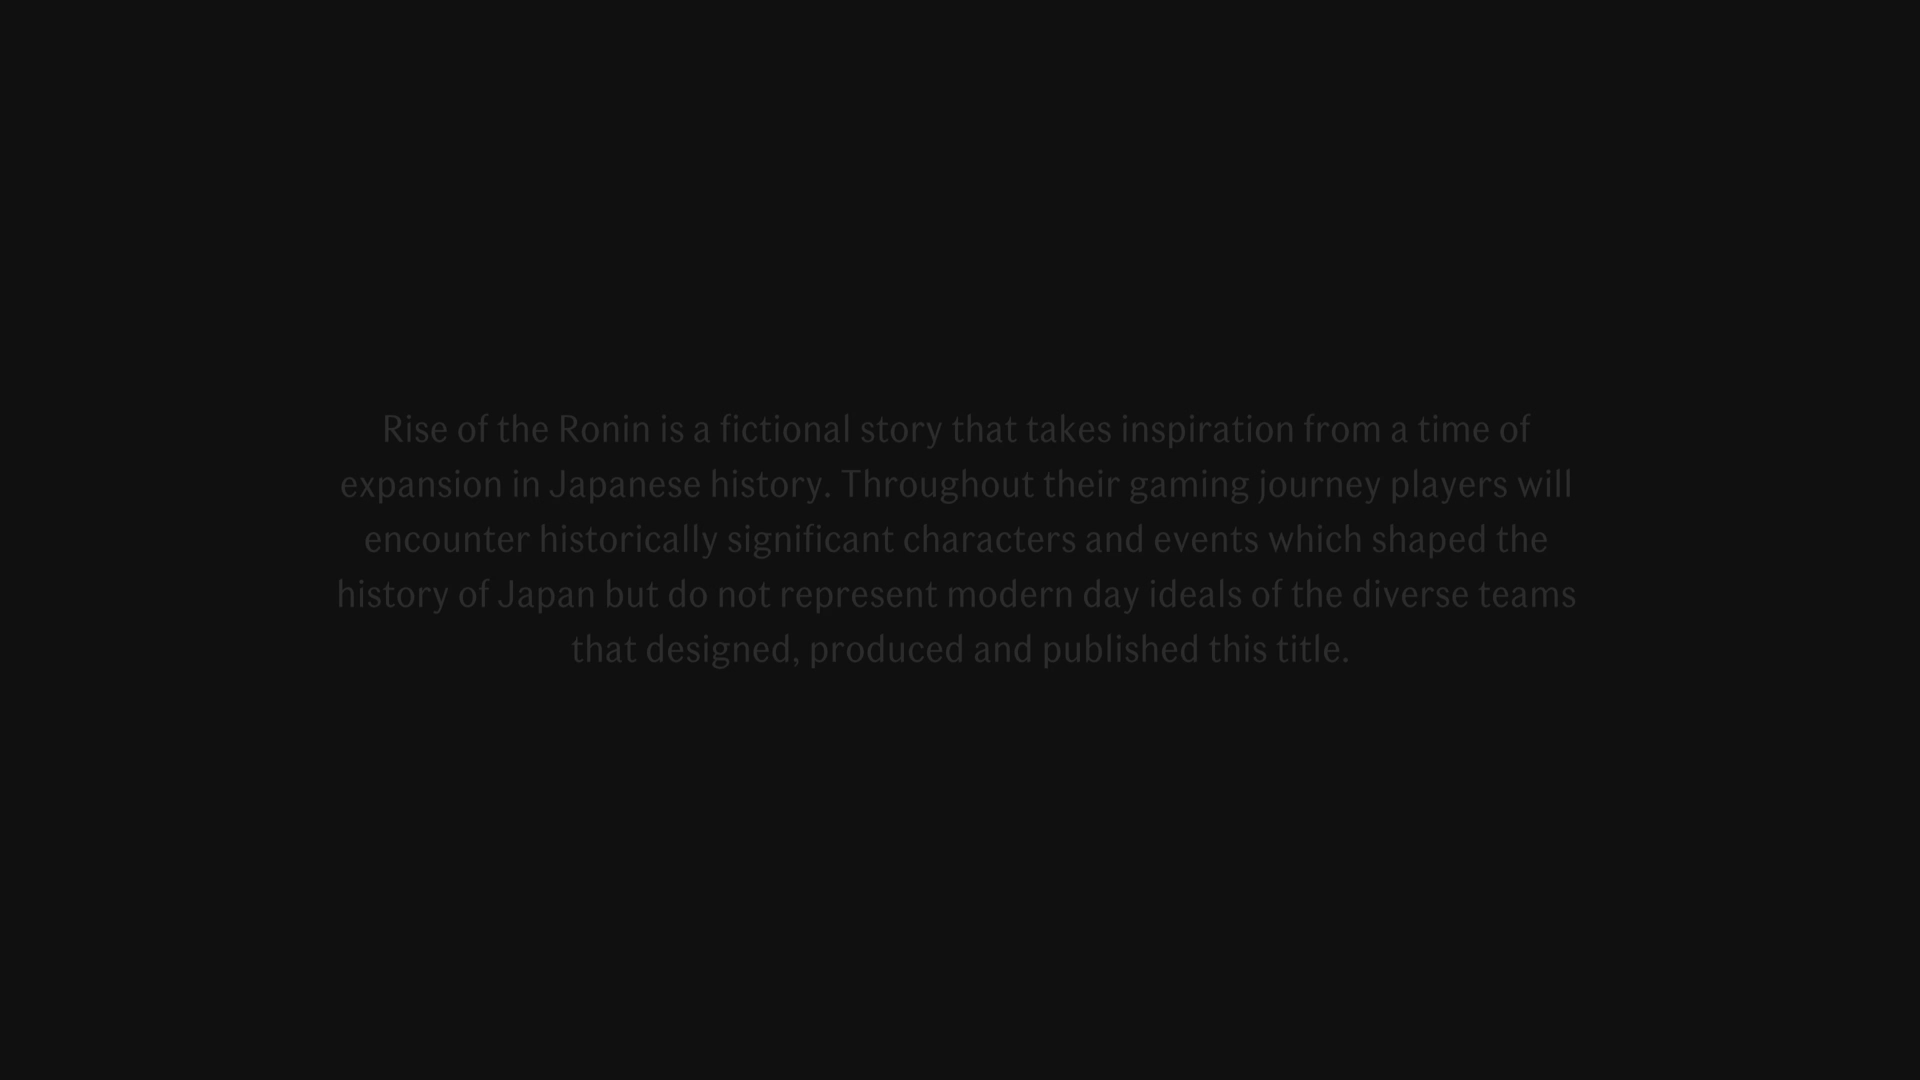 Rise of the Ronin is a fictional story that takes inspiration from a time of
expansion in Japanese history. Throughout their gaming journey players will
encounter historically significant characters and events which shaped the
history of Japan but do not represent modern day ideals of the diverse teams
that designed, produced and published this title.